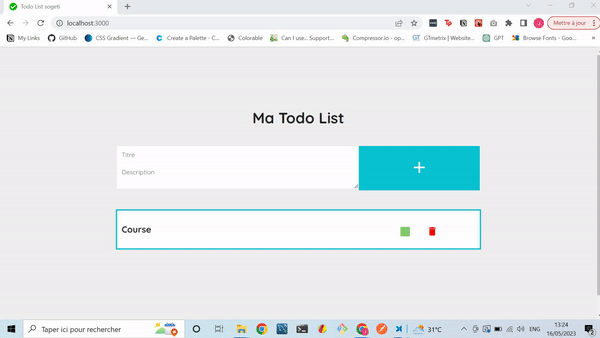 Todo List sogeti
localhost:3000
Mettre à jour
My Links
GitHub
CSS Gradient — Ge...
Create a Palette - C...
Colorable
Can I use... Support...
Compressor.io - op...
GTmetrix | Website...
GPT
Browse Fonts - Goo...
»
Ma Todo List
Titre
Description
+
Course
Taper ici pour rechercher
31°C
ENG
13:24
16/05/2023